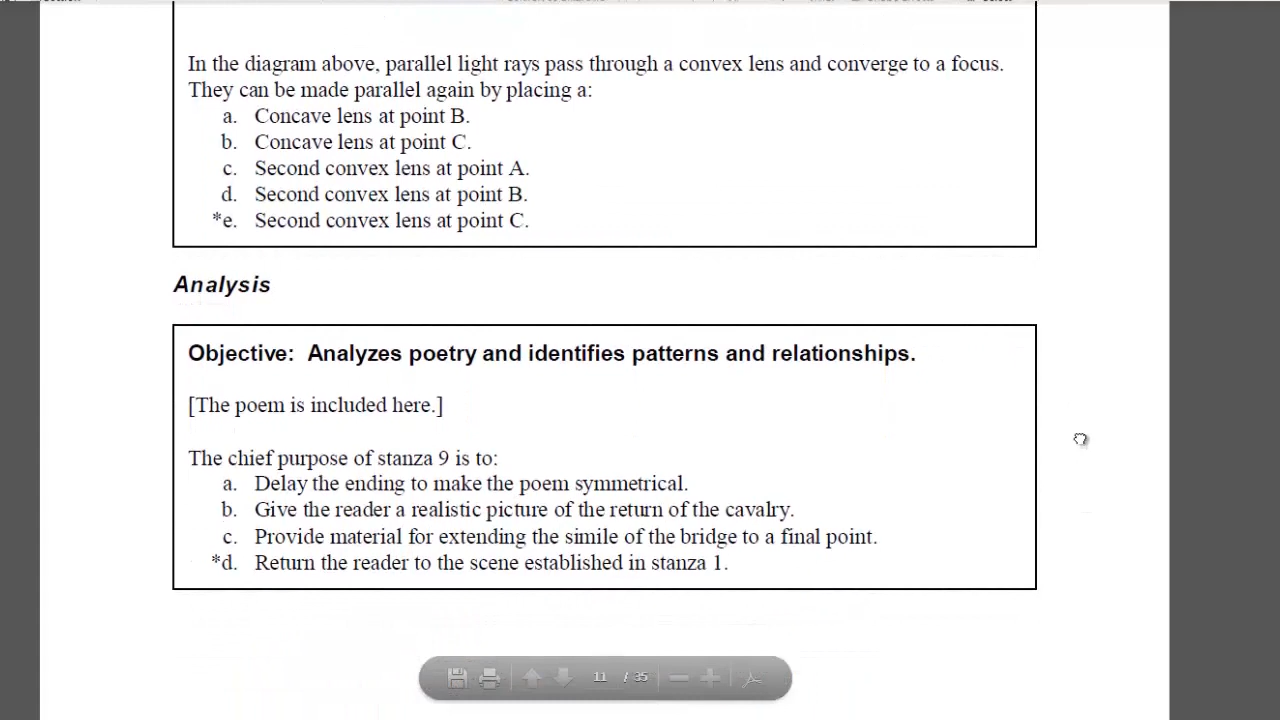 In the diagram above, parallel light rays pass through a convex lens and converge to a focus.
They can be made parallel again by placing a:
a. Concave lens at point B.
b. Concave lens at point C.
c. Second convex lens at point A.
d. Second convex lens at point B.
*e. Second convex lens at point C.
Analysis
Objective: Analyzes poetry and identifies patterns and relationships.
[The poem is included here.]
The chief purpose of stanza 9 is to:
a. Delay the ending to make the poem symmetrical.
b. Give the reader a realistic picture of the return of the cavalry.
c. Provide material for extending the simile of the bridge to a final point.
*d. Return the reader to the scene established in stanza 1.
11 / 35